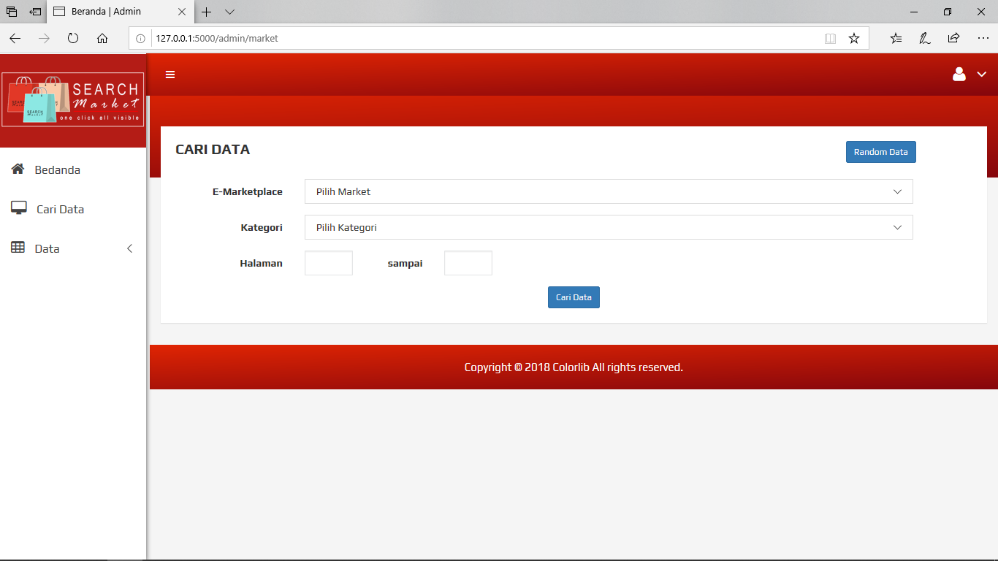 Beranda | Admin
127.0.0.1:5000/admin/market
SEARCH
Market
one click all visible
Bedanda
Cari Data
Data
CARI DATA
Random Data
E-Marketplace
Pilih Market
Kategori
Pilih Kategori
Halaman
sampai
Cari Data
Copyright © 2018 Colorlib All rights reserved.